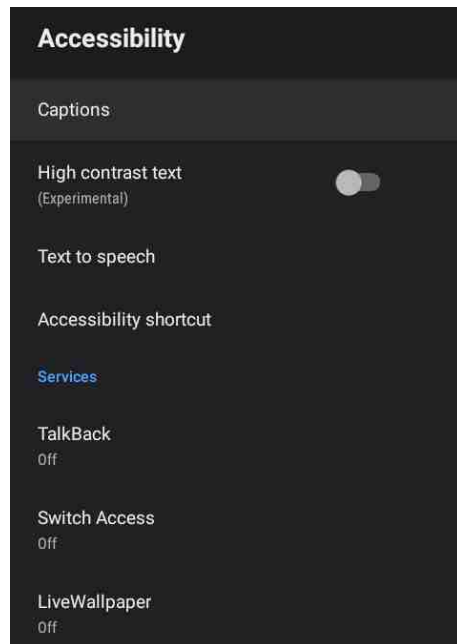 Accessibility
Captions
High contrast text
(Experimental)
Text to speech
Accessibility shortcut
Services
TalkBack
Off
Switch Access
Off
LiveWallpaper
Off